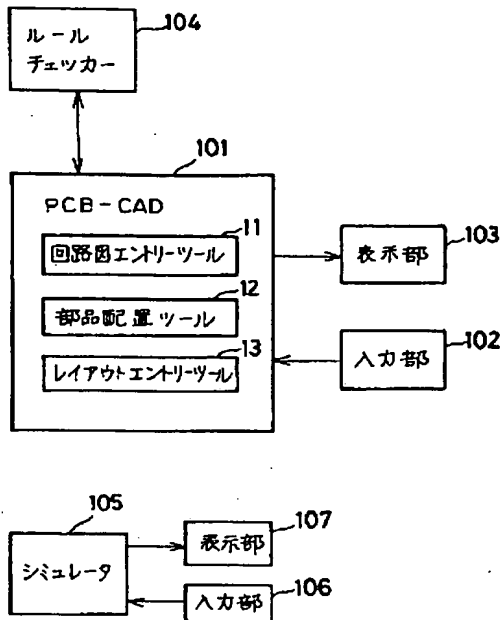 104
ルール
チェッカー
101
PCB-CAD
11
回路図エントリーツール
12
部品配置ツール
13
レイアウトエントリーツール
103
表示部
102
入力部
105
シミュレータ
107
表示部
106
入力部